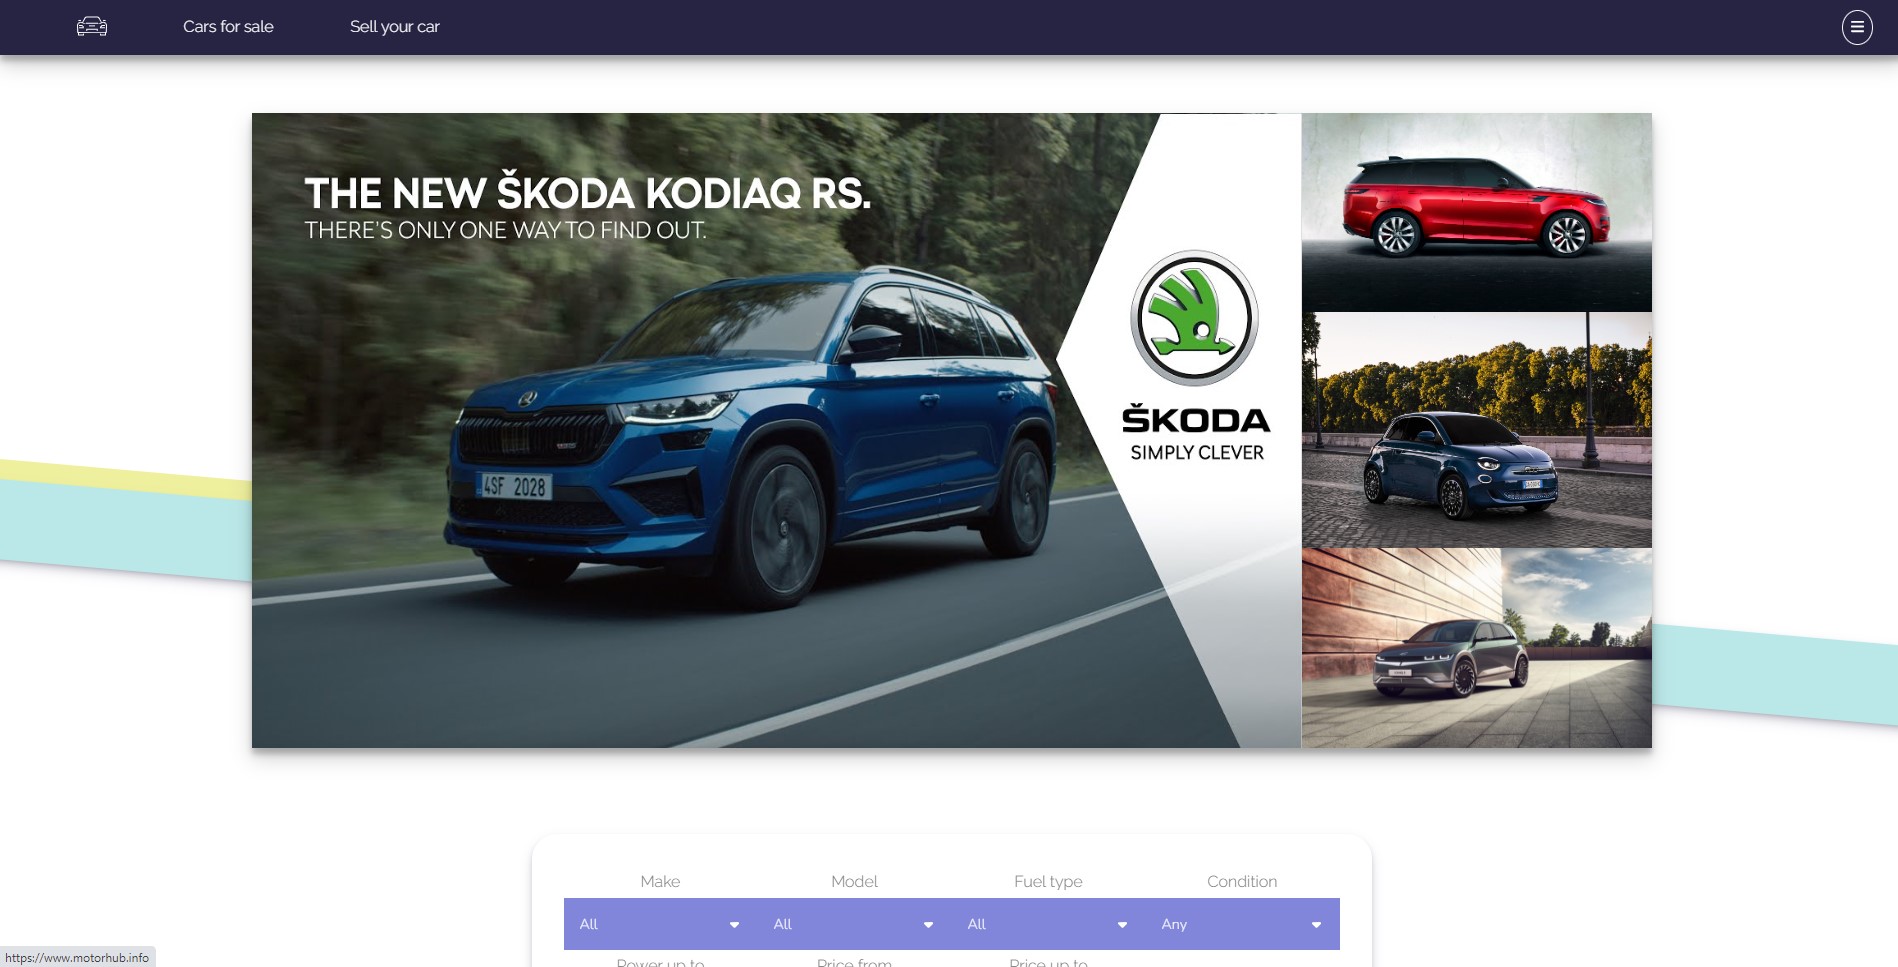 Cars for sale
Sell your car
THE NEW ŠKODA KODIAQ RS.
THERE'S ONLY ONE WAY TO FIND OUT.
4SF 2028
ŠKODA
SIMPLY CLEVER
Make
Model
Fuel type
Condition
All
All
All
Any
Power up to
Price from
Price up to
https://www.motorhub.info